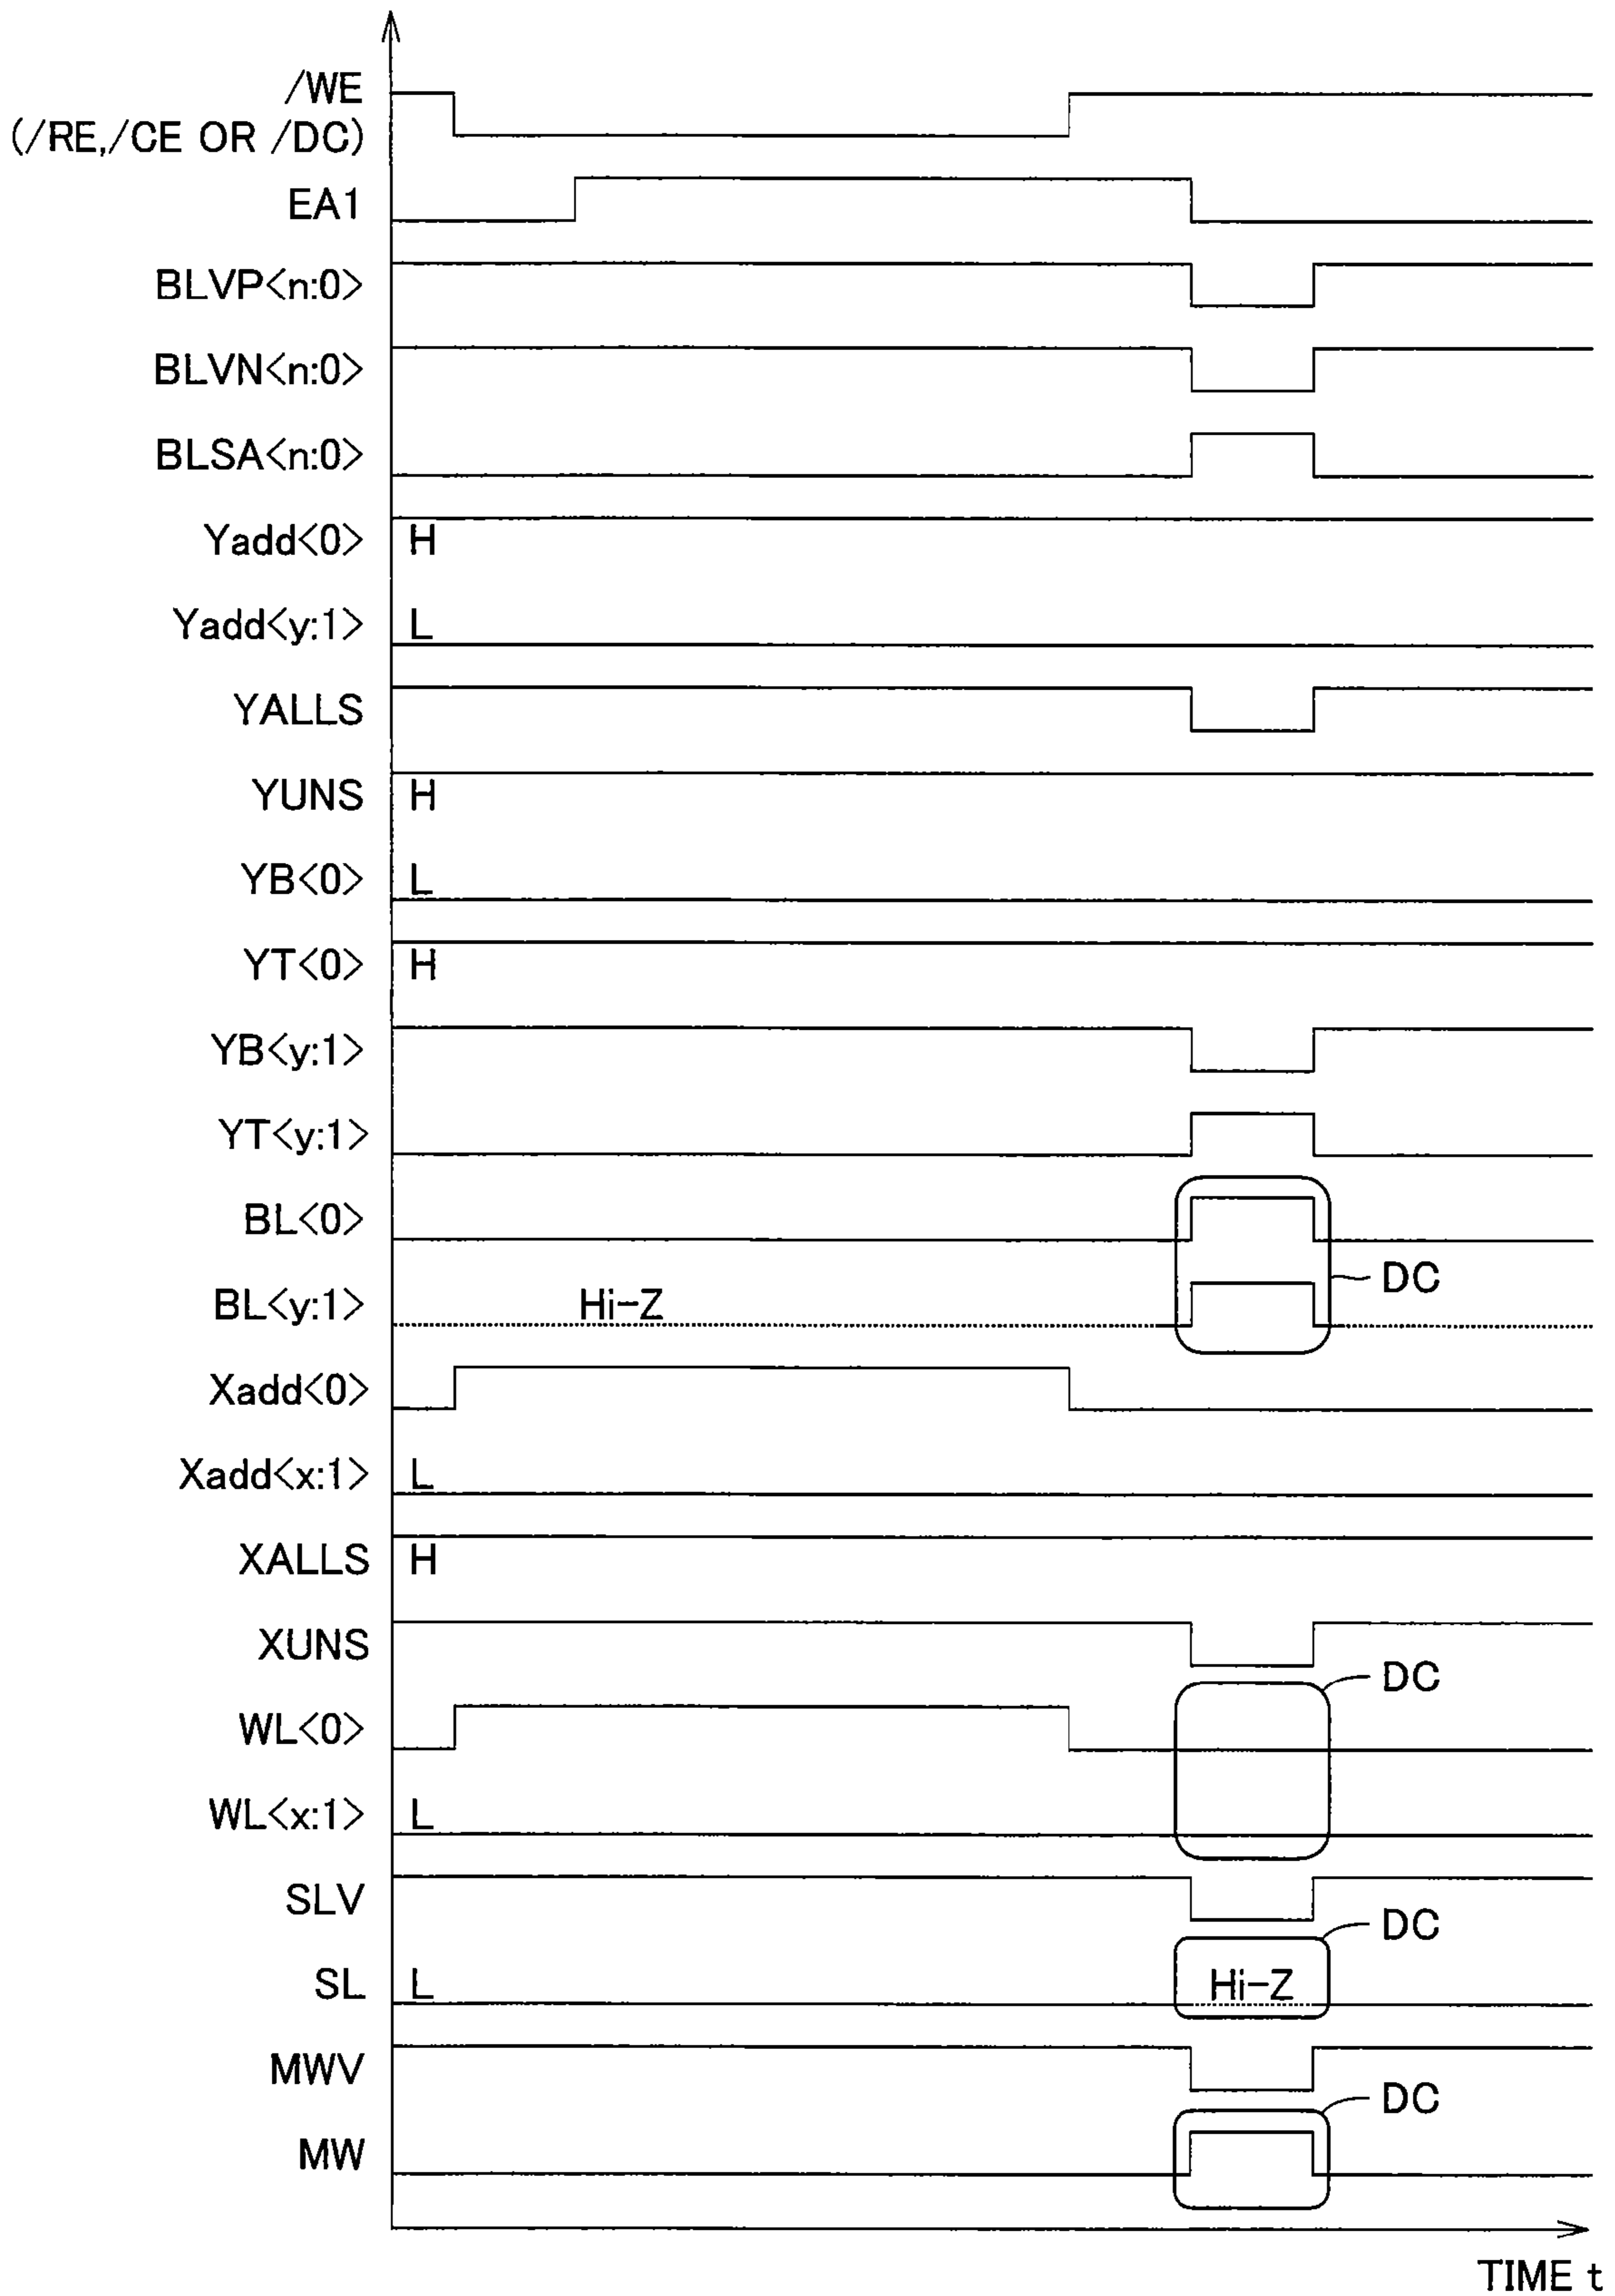 /WE
(/RE,/CE OR /DC)
EA1
BLVP<n:0>
BLVN<n:0>
BLSA<n:0>
Yadd<0> H
Yadd<y:1> L
YALLS
YUNS H
YB<0> L
YT<0> H
YB<y:1>
YT<y:1>
BL<0>
DC
BL<y:1> Hi-Z
Xadd<0>
Xadd<x:1> L
XALLS H
XUNS
DC
WL<0>
WL<x:1> L
SLV
DC
SL L Hi-Z
MWV
DC
MW
TIME t